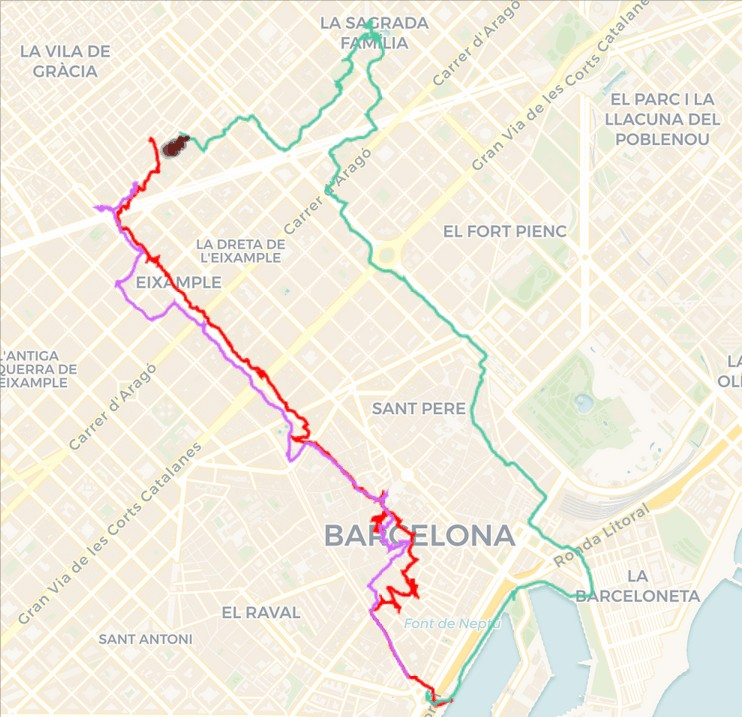 LA SAGRADA
FAMÍLIA
Carrer d'Aragó
Gran Via de les Corts Catalanes
LA VILA DE
GRÀCIA
EL PARC I LA
LLACUNA DEL
POBLENOU
Carrer d'Aragó
EL FORT PIENC
LA DRETA DE
L'EIXAMPLE
EIXAMPLE
L'ANTIGA
QUERRA DE
EIXAMPLE
Carrer d'Aragó
SANT PERE
Gran Via de les Corts Catalanes
BARCELONA
Ronda Litoral
LA
BARCELONETA
EL RAVAL
Font de Neptú
SANT ANTONI